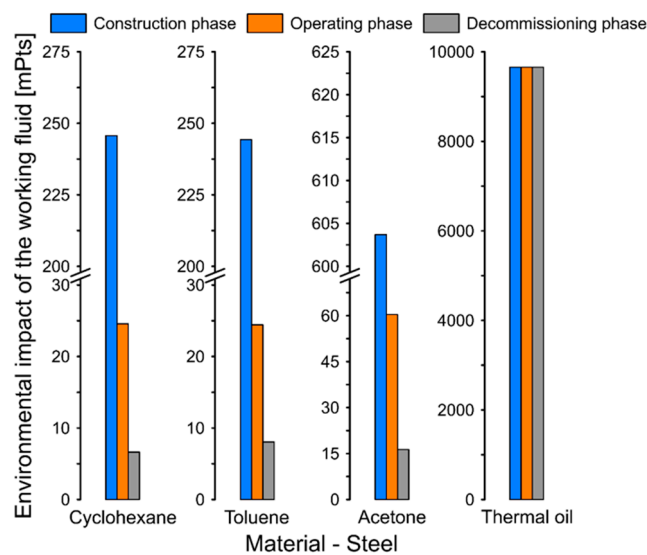 Construction phase Operating phase Decommissioning phase
Environmental impact of the working fluid [mPts]
275 275 625 10000
250 250 620 8000
225 225 615 6000
200 200 610 4000
30 30 605 2000
20 20 600 0
10 10 60
0 0 45
30
15
0
Cyclohexane Toluene Acetone Thermal oil
Material - Steel